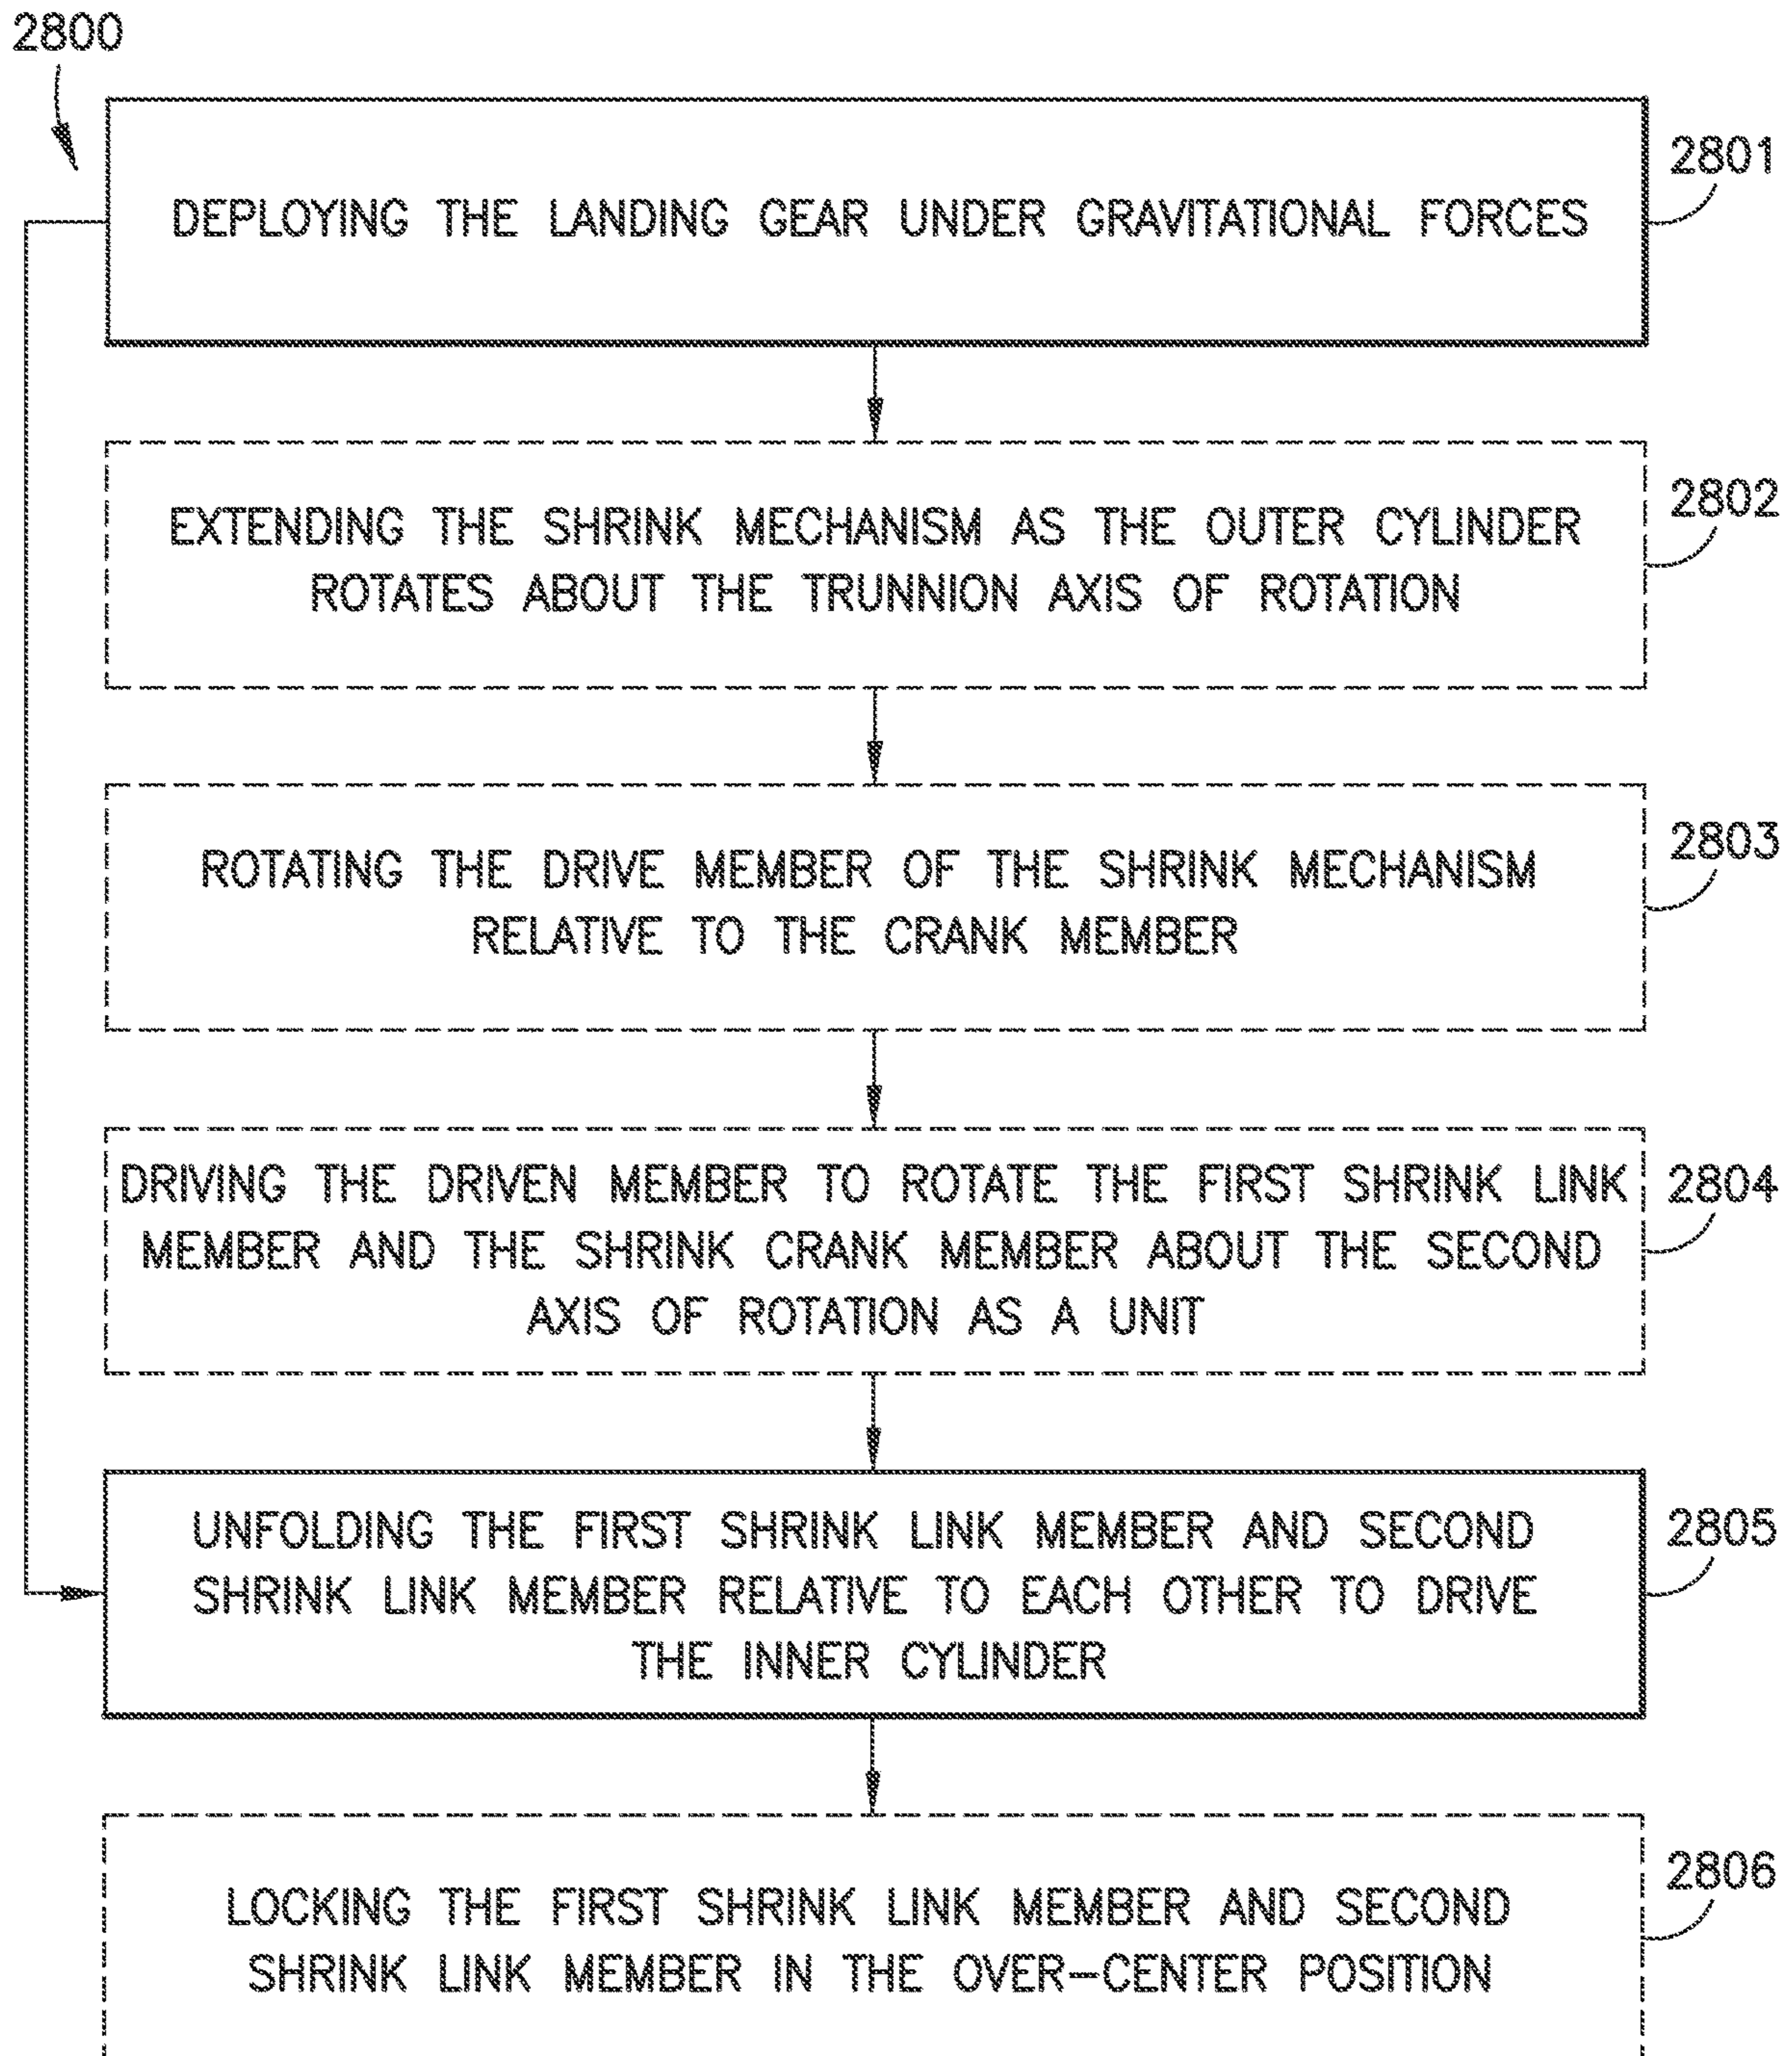 2800
2801
DEPLOYING THE LANDING GEAR UNDER GRAVITATIONAL FORCES
2802
EXTENDING THE SHRINK MECHANISM AS THE OUTER CYLINDER
ROTATES ABOUT THE TRUNNION AXIS OF ROTATION
2803
ROTATING THE DRIVE MEMBER OF THE SHRINK MECHANISM
RELATIVE TO THE CRANK MEMBER
2804
DRIVING THE DRIVEN MEMBER TO ROTATE THE FIRST SHRINK LINK
MEMBER AND THE SHRINK CRANK MEMBER ABOUT THE SECOND
AXIS OF ROTATION AS A UNIT
2805
UNFOLDING THE FIRST SHRINK LINK MEMBER AND SECOND
SHRINK LINK MEMBER RELATIVE TO EACH OTHER TO DRIVE
THE INNER CYLINDER
2806
LOCKING THE FIRST SHRINK LINK MEMBER AND SECOND
SHRINK LINK MEMBER IN THE OVER-CENTER POSITION